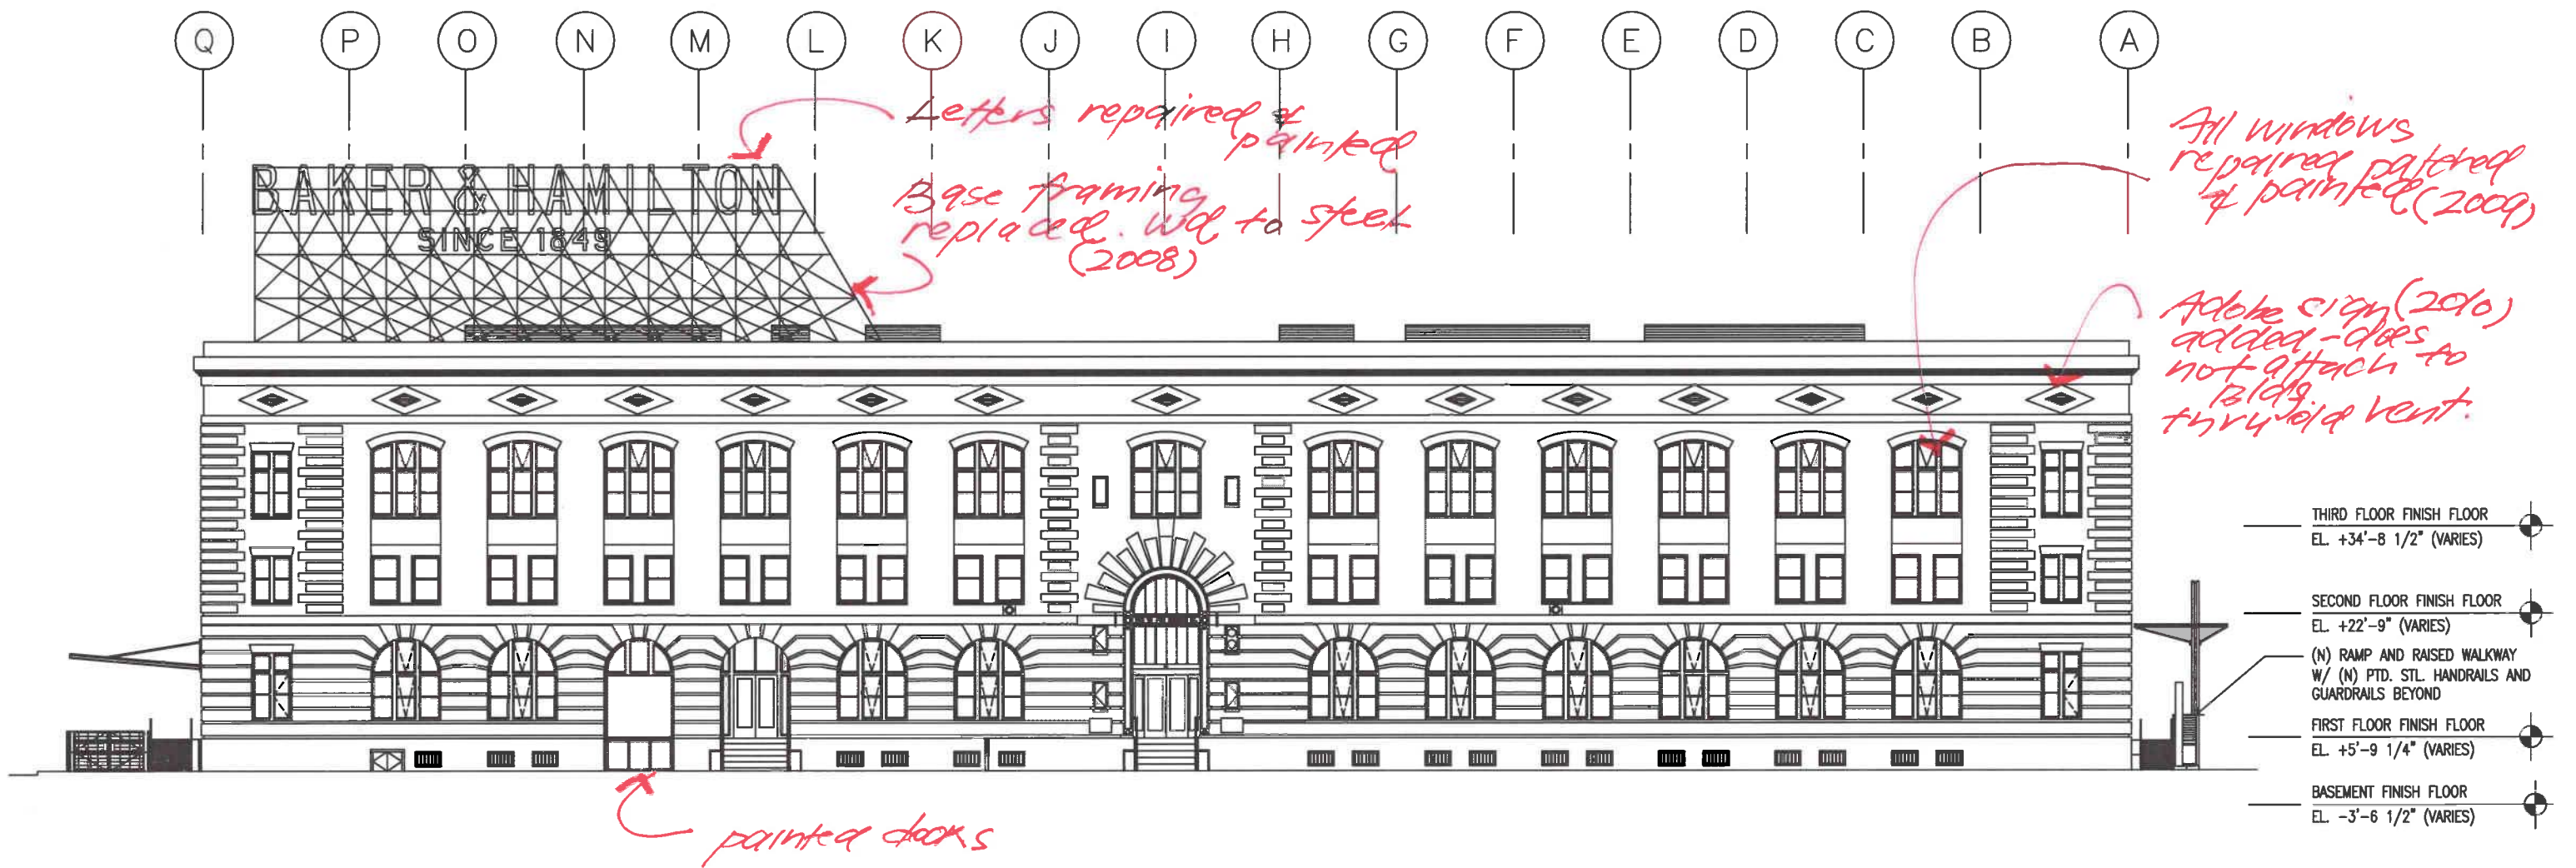 Q P O N M L K J I H G F E D C B A
Letters repaired &
painted
Base framing
replaced. wd to steel
(2008)
All windows
repaired patched
& painted (2009)
BAKER & HAMILTON
SINCE 1849
Adobe sign (2010)
added - does
not attach to
Bldg.
thru old vent.
THIRD FLOOR FINISH FLOOR
EL. +34'-8 1/2" (VARIES)
SECOND FLOOR FINISH FLOOR
EL. +22'-9" (VARIES)
(N) RAMP AND RAISED WALKWAY
W/ (N) PTD. STL. HANDRAILS AND
GUARDRAILS BEYOND
FIRST FLOOR FINISH FLOOR
EL. +5'-9 1/4" (VARIES)
BASEMENT FINISH FLOOR
EL. -3'-6 1/2" (VARIES)
painted doors